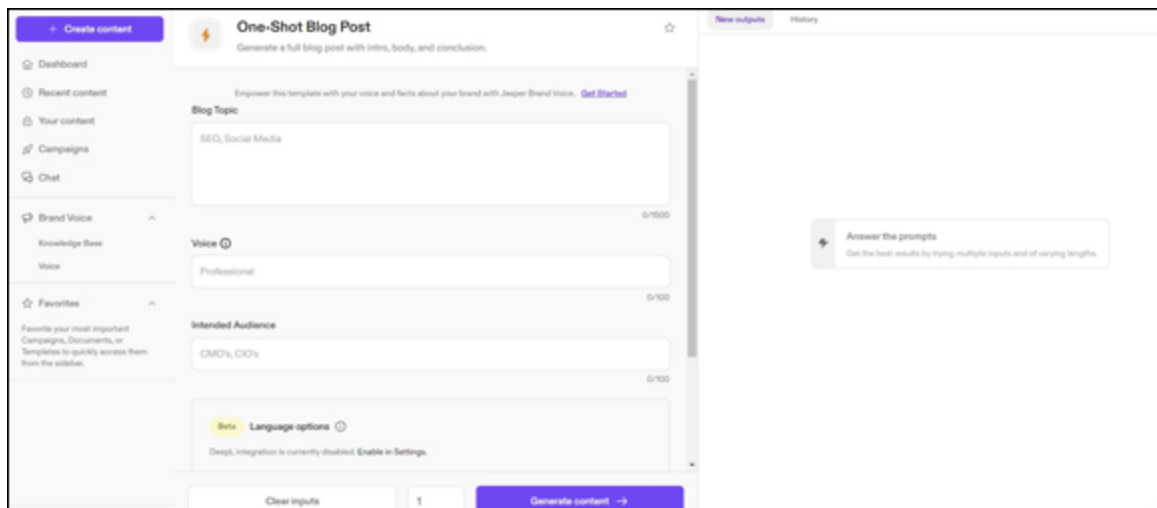 + Create content
Dashboard
Recent content
Your content
Campaigns
Chat
Brand Voice
Knowledge Base
Voice
Favorites
Favorite your most important
Campaigns, Documents, or
Templates to quickly access them
from the sidebar.
One-Shot Blog Post
Generate a full blog post with intro, body, and conclusion.
Empower this template with your voice and facts about your brand with Jasper Brand Voice. Get Started
Blog Topic
SEO, Social Media
0/1500
Voice
Professional
0/100
Intended Audience
CMO's, CIO's
0/100
Beta Language options
DeepL integration is currently disabled. Enable in Settings.
Clear inputs
1
Generate content →
New outputs
History
Answer the prompts
Get the best results by trying multiple inputs and of varying lengths.